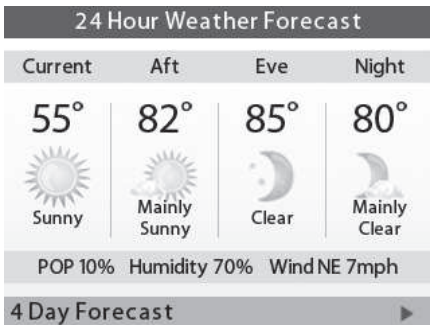 24 Hour Weather Forecast
Current Aft Eve Night
55° 82° 85° 80°
Sunny Mainly Sunny Clear Mainly Clear
POP 10% Humidity 70% Wind NE 7mph
4 Day Forecast